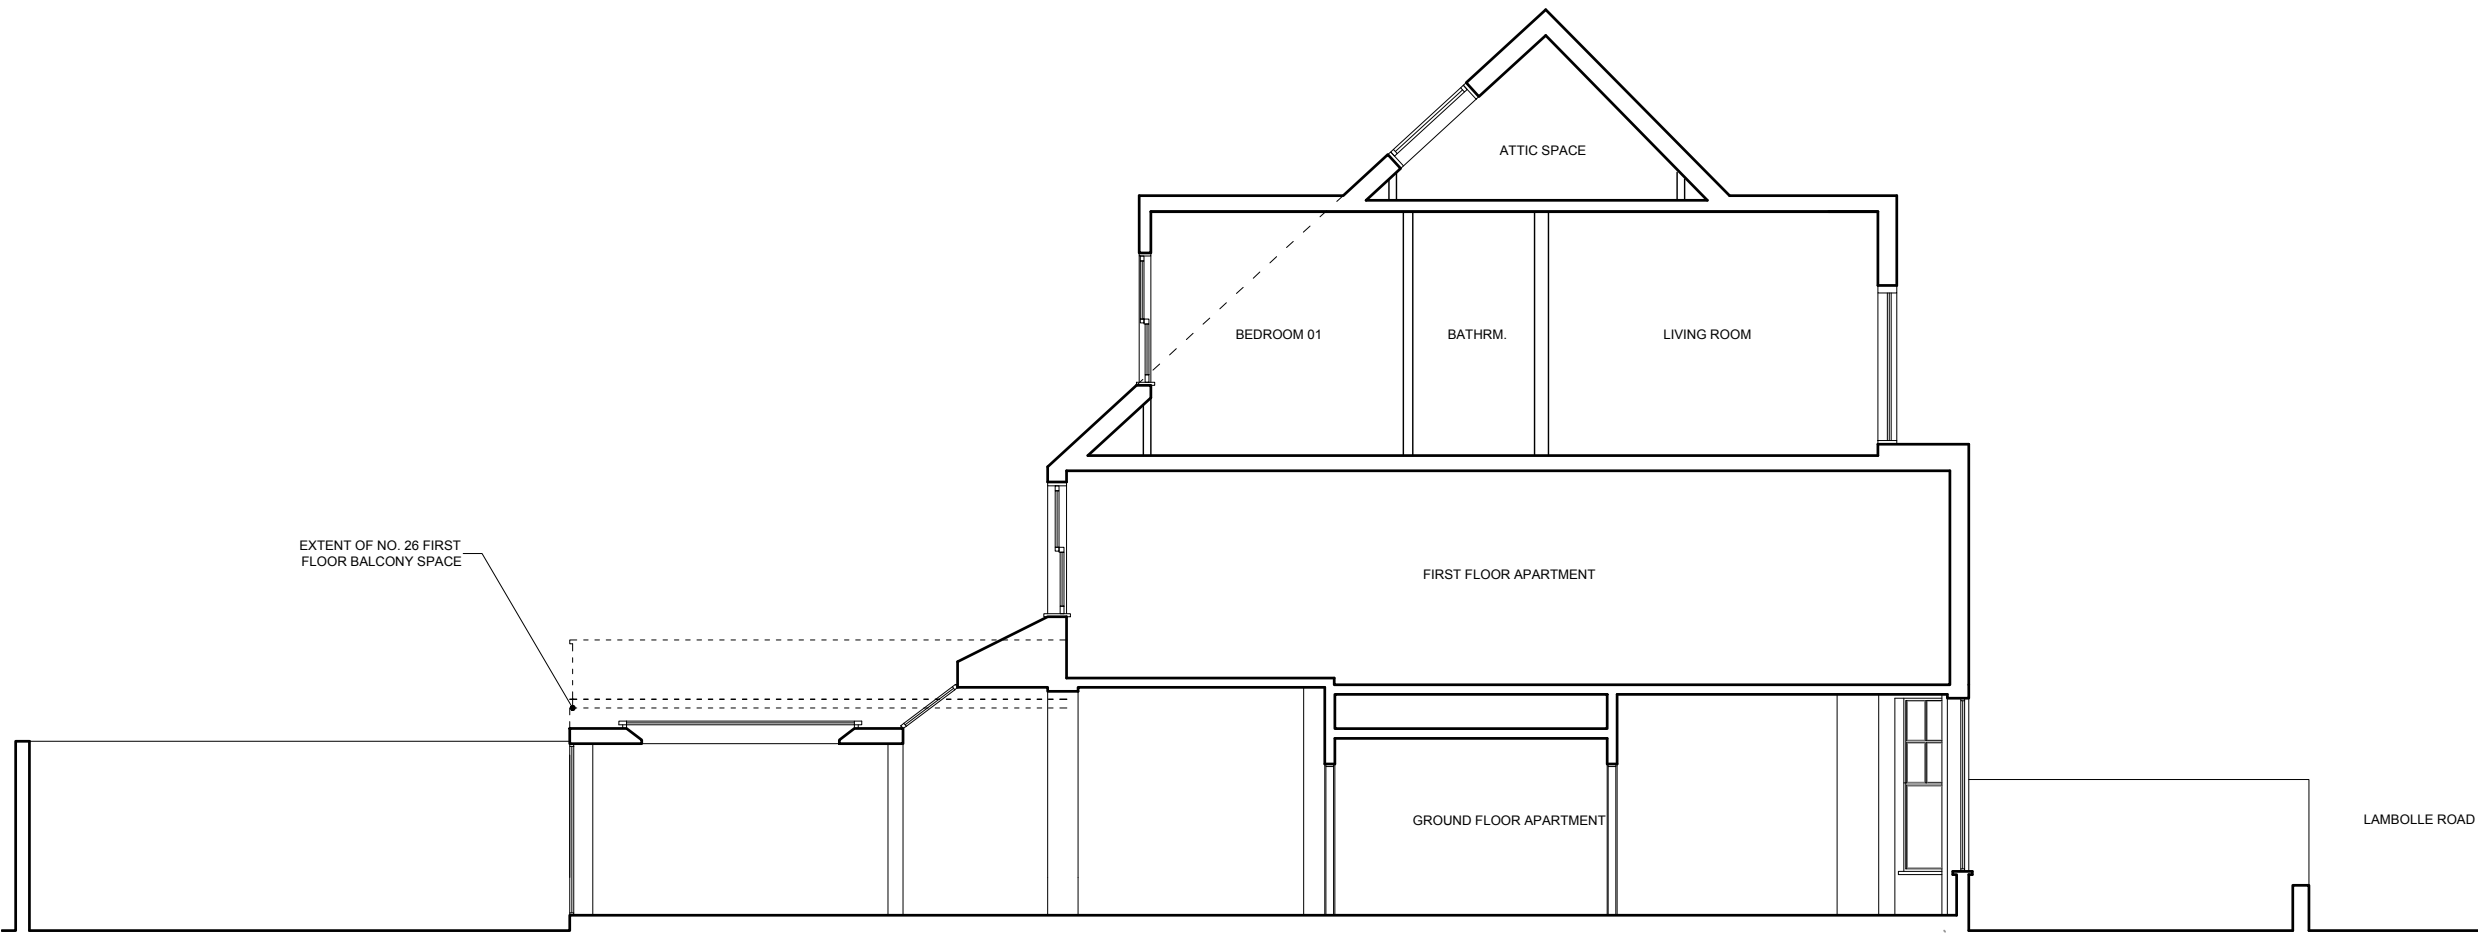 ATTIC SPACE
BEDROOM 01
BATHRM.
LIVING ROOM
EXTENT OF NO. 26 FIRST
FLOOR BALCONY SPACE
FIRST FLOOR APARTMENT
GROUND FLOOR APARTMENT
LAMBOLLE ROAD